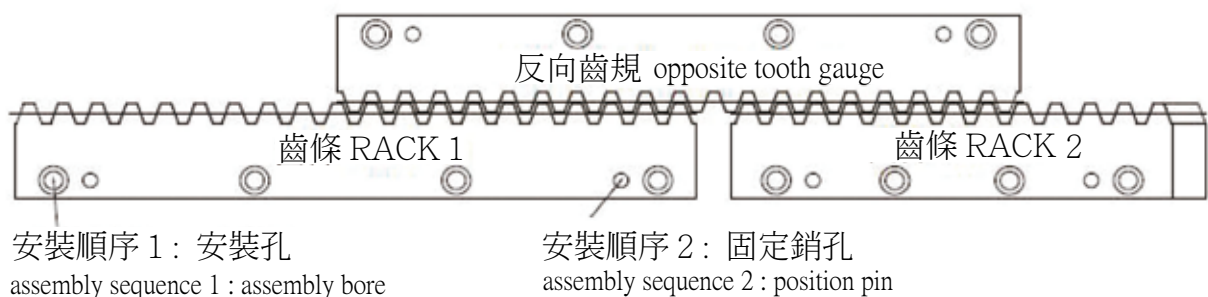 反向齒規 opposite tooth gauge
齒條 RACK 1
齒條 RACK 2
安裝順序 1 : 安裝孔
assembly sequence 1 : assembly bore
安裝順序 2 : 固定銷孔
assembly sequence 2 : position pin